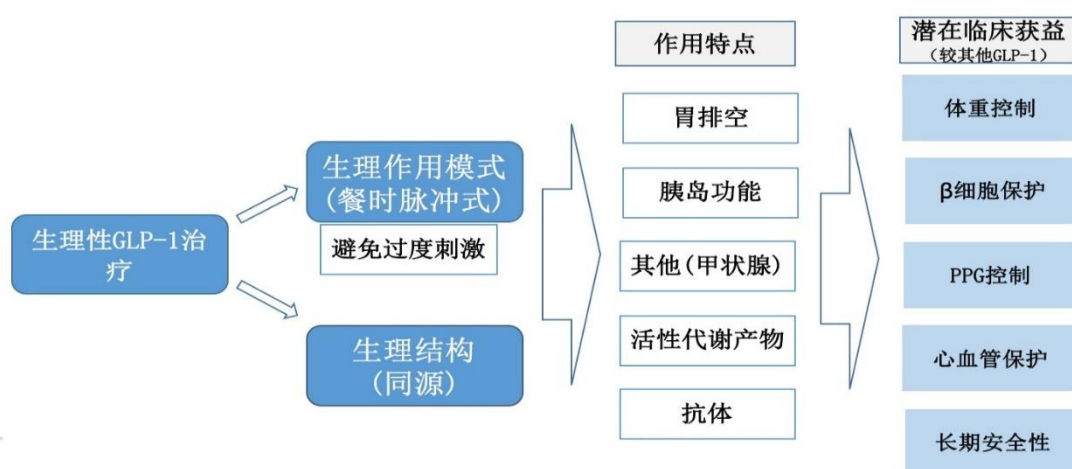 生理性GLP-1治
疗
生理作用模式
(餐时脉冲式)
避免过度刺激
生理结构
(同源)
作用特点
胃排空
胰岛功能
其他(甲状腺)
活性代谢产物
抗体
潜在临床获益
(较其他GLP-1)
体重控制
β细胞保护
PPG控制
心血管保护
长期安全性